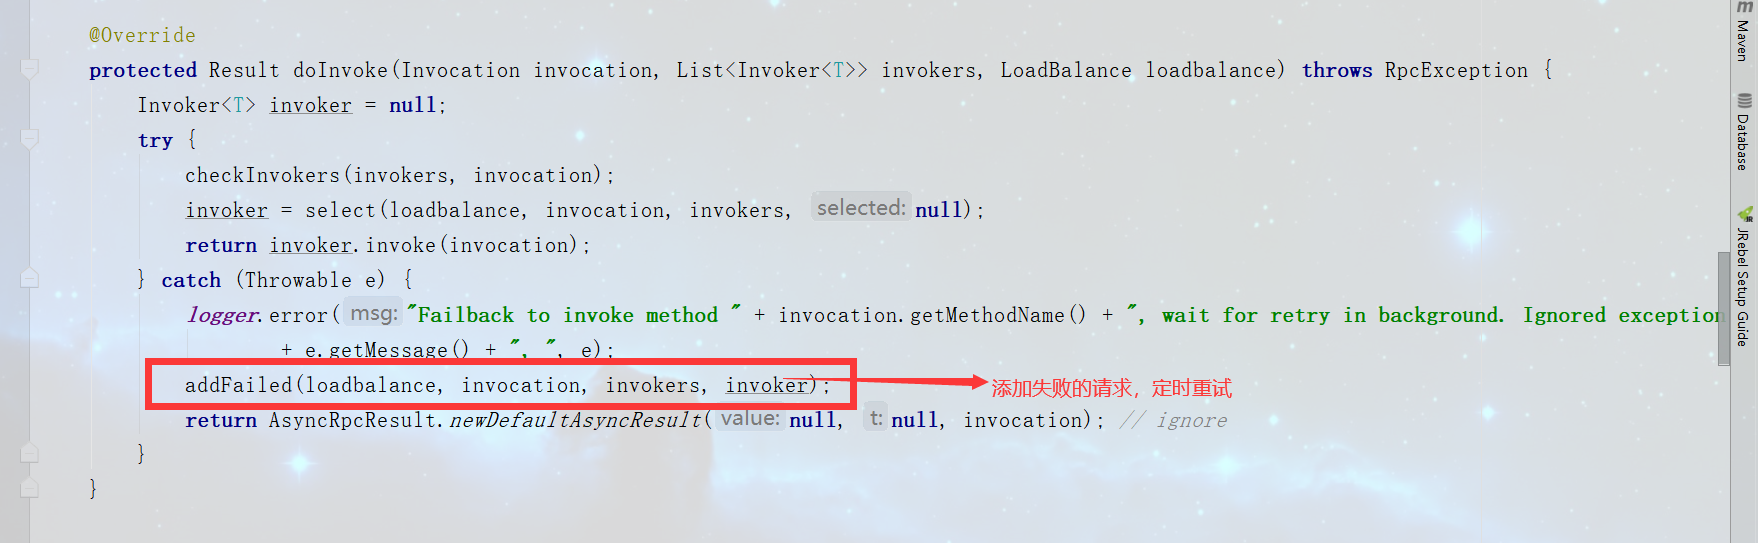 @Override
protected Result doInvoke(Invocation invocation, List<Invoker<T>> invokers, LoadBalance loadbalance) throws RpcException {
Invoker<T> invoker = null;
try {
checkInvokers(invokers, invocation);
invoker = select(loadbalance, invocation, invokers, selected: null);
return invoker.invoke(invocation);
} catch (Throwable e) {
logger.error( msg: "Failback to invoke method " + invocation.getMethodName() + ", wait for retry in background. Ignored exception
+ e.getMessage() + ", ", e);
addFailed(loadbalance, invocation, invokers, invoker);
添加失败的请求，定时重试
return AsyncRpcResult.newDefaultAsyncResult( value: null, t: null, invocation); // ignore
}
}
m
Maven
Database
JR
JRebel Setup Guide